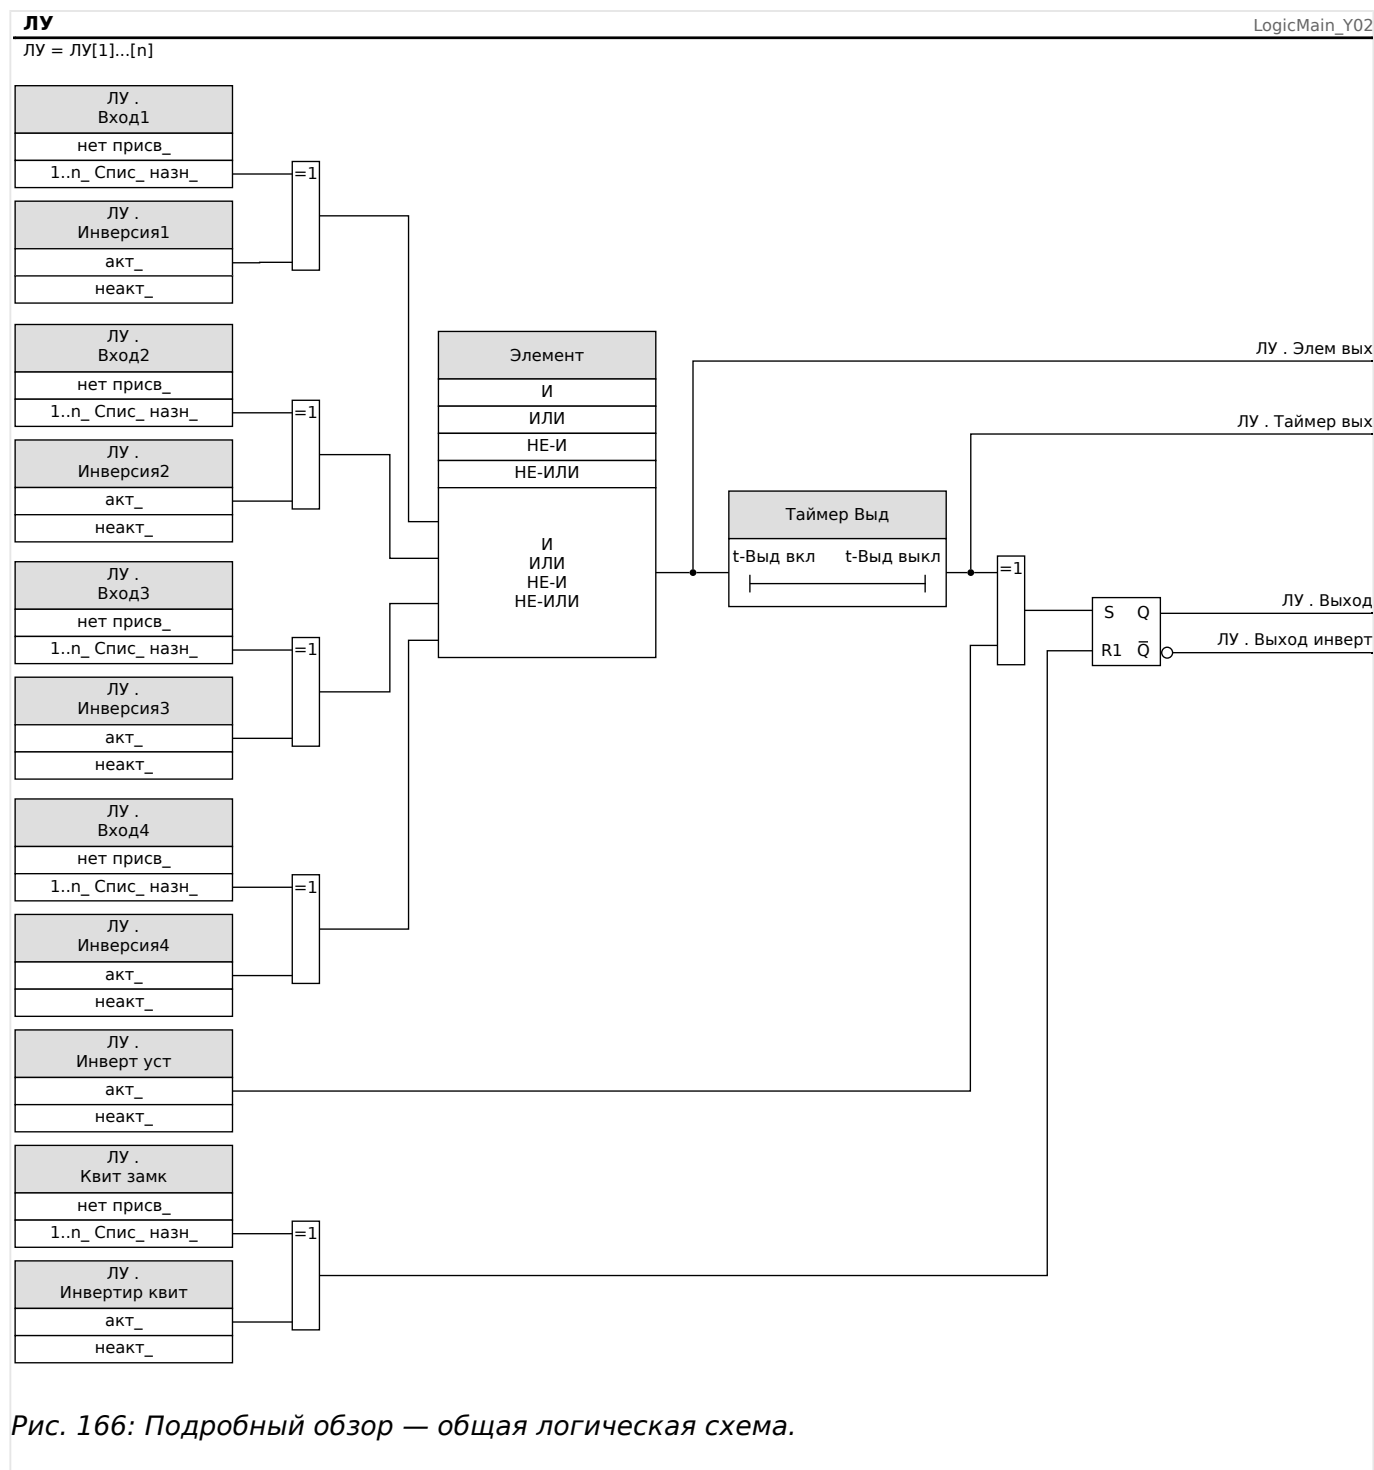 ЛУ
LogicMain_Y02
ЛУ = ЛУ[1]...[n]
ЛУ .
Вход1
нет присв_
1..n_ Спис_ назн_
=1
ЛУ .
Инверсия1
акт_
неакт_
ЛУ .
Вход2
нет присв_
1..n_ Спис_ назн_
=1
ЛУ .
Инверсия2
акт_
неакт_
ЛУ .
Вход3
нет присв_
1..n_ Спис_ назн_
=1
ЛУ .
Инверсия3
акт_
неакт_
ЛУ .
Вход4
нет присв_
1..n_ Спис_ назн_
=1
ЛУ .
Инверсия4
акт_
неакт_
ЛУ .
Инверт уст
акт_
неакт_
ЛУ .
Квит замк
нет присв_
1..n_ Спис_ назн_
=1
ЛУ .
Инвертир квит
акт_
неакт_
Элемент
И
ИЛИ
НЕ-И
НЕ-ИЛИ
И
ИЛИ
НЕ-И
НЕ-ИЛИ
Таймер Выд
t-Выд вкл t-Выд выкл
=1
S Q
R1 Q̅
ЛУ . Элем вых
ЛУ . Таймер вых
ЛУ . Выход
ЛУ . Выход инверт
Рис. 166: Подробный обзор — общая логическая схема.